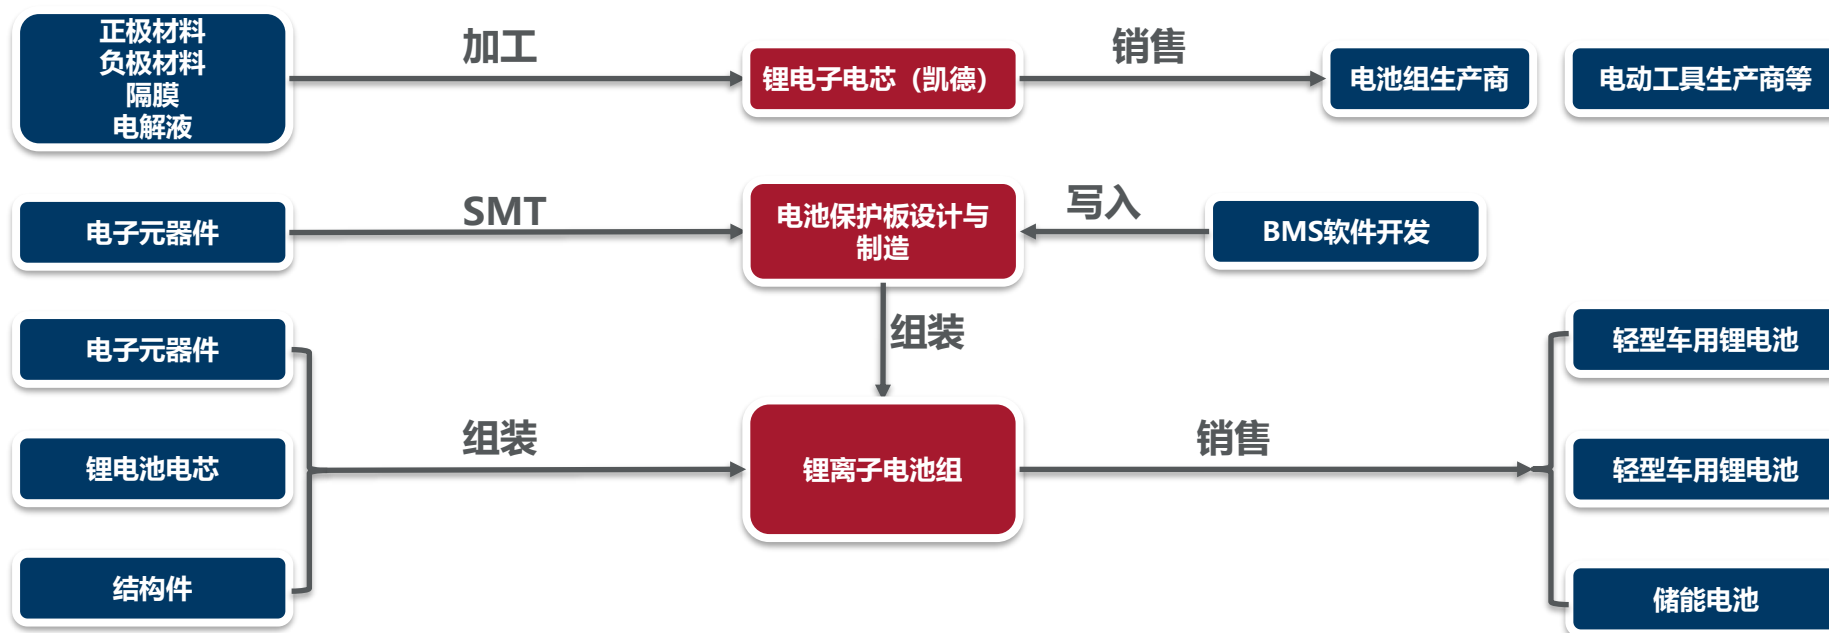 正极材料
负极材料
隔膜
电解液
加工
锂电子电芯（凯德）
销售
电池组生产商
电动工具生产商等
电子元器件
SMT
电池保护板设计与
制造
写入
BMS软件开发
组装
电子元器件
锂电池电芯
结构件
组装
锂离子电池组
销售
轻型车用锂电池
轻型车用锂电池
储能电池